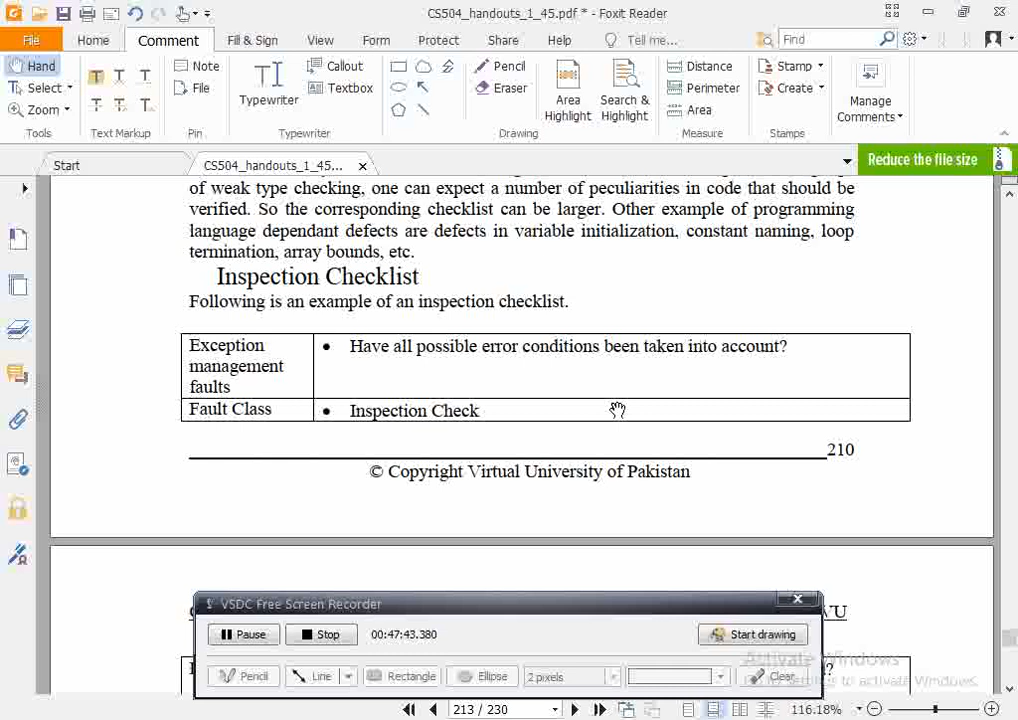 CS504_handouts_1_45.pdf * - Foxit Reader
File Home Comment Fill & Sign View Form Protect Share Help Tell me... Find
Hand
Select
Zoom
Tools
T T T
T T T
Text Markup
Note
File
Pin
Typewriter
Callout
Textbox
Typewriter
Pencil
Eraser
Drawing
Area
Highlight
Search &
Highlight
Distance
Perimeter
Area
Measure
Stamp
Create
Stamps
Manage
Comments
Start CS504_handouts_1_45... Reduce the file size
of weak type checking, one can expect a number of peculiarities in code that should be
verified. So the corresponding checklist can be larger. Other example of programming
language dependant defects are defects in variable initialization, constant naming, loop
termination, array bounds, etc.
Inspection Checklist
Following is an example of an inspection checklist.
Exception
management
faults
• Have all possible error conditions been taken into account?
Fault Class
• Inspection Check
210
© Copyright Virtual University of Pakistan
VU
VSDC Free Screen Recorder
Pause Stop 00:47:43.380 Start drawing
Pencil Line Rectangle Ellipse 2 pixels Clear
Activate Windows
settings to activate Windows.
213 / 230 116.18%